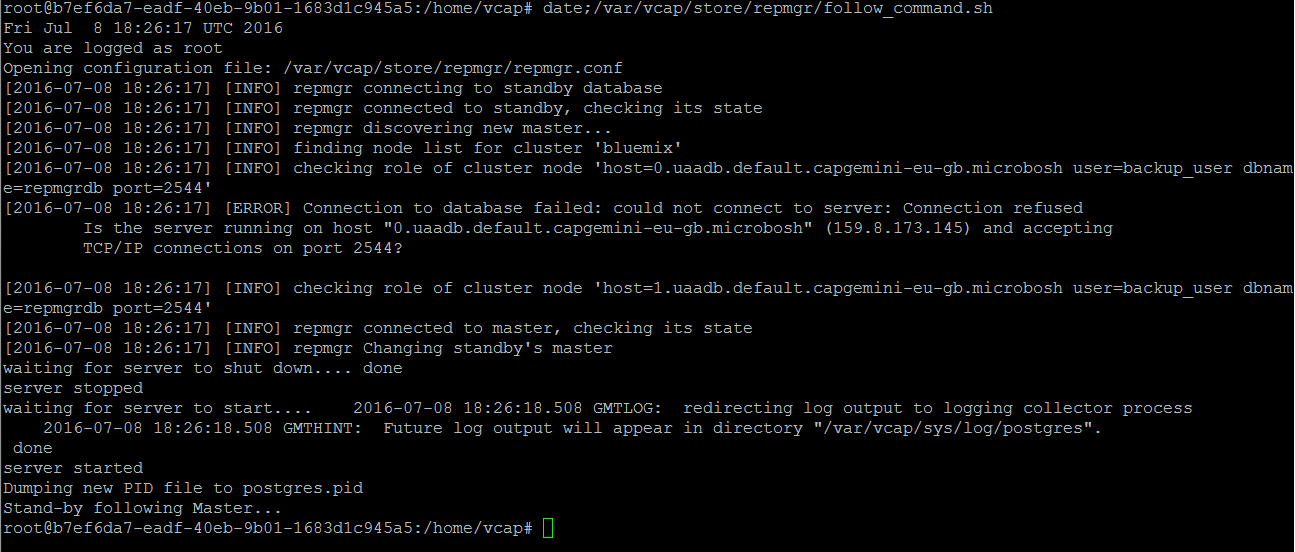 root@b7ef6da7-eadf-40eb-9b01-1683d1c945a5:/home/vcap# date;/var/vcap/store/repmgr/follow_command.sh
Fri Jul  8 18:26:17 UTC 2016
You are logged as root
Opening configuration file: /var/vcap/store/repmgr/repmgr.conf
[2016-07-08 18:26:17] [INFO] repmgr connecting to standby database
[2016-07-08 18:26:17] [INFO] repmgr connected to standby, checking its state
[2016-07-08 18:26:17] [INFO] repmgr discovering new master...
[2016-07-08 18:26:17] [INFO] finding node list for cluster 'bluemix'
[2016-07-08 18:26:17] [INFO] checking role of cluster node 'host=0.uaadb.default.capgemini-eu-gb.microbosh user=backup_user dbnam
e=repmgrdb port=2544'
[2016-07-08 18:26:17] [ERROR] Connection to database failed: could not connect to server: Connection refused
        Is the server running on host "0.uaadb.default.capgemini-eu-gb.microbosh" (159.8.173.145) and accepting
        TCP/IP connections on port 2544?

[2016-07-08 18:26:17] [INFO] checking role of cluster node 'host=1.uaadb.default.capgemini-eu-gb.microbosh user=backup_user dbnam
e=repmgrdb port=2544'
[2016-07-08 18:26:17] [INFO] repmgr connected to master, checking its state
[2016-07-08 18:26:17] [INFO] repmgr Changing standby's master
waiting for server to shut down.... done
server stopped
waiting for server to start....    2016-07-08 18:26:18.508 GMTLOG:  redirecting log output to logging collector process
    2016-07-08 18:26:18.508 GMTHINT:  Future log output will appear in directory "/var/vcap/sys/log/postgres".
 done
server started
Dumping new PID file to postgres.pid
Stand-by following Master...
root@b7ef6da7-eadf-40eb-9b01-1683d1c945a5:/home/vcap#